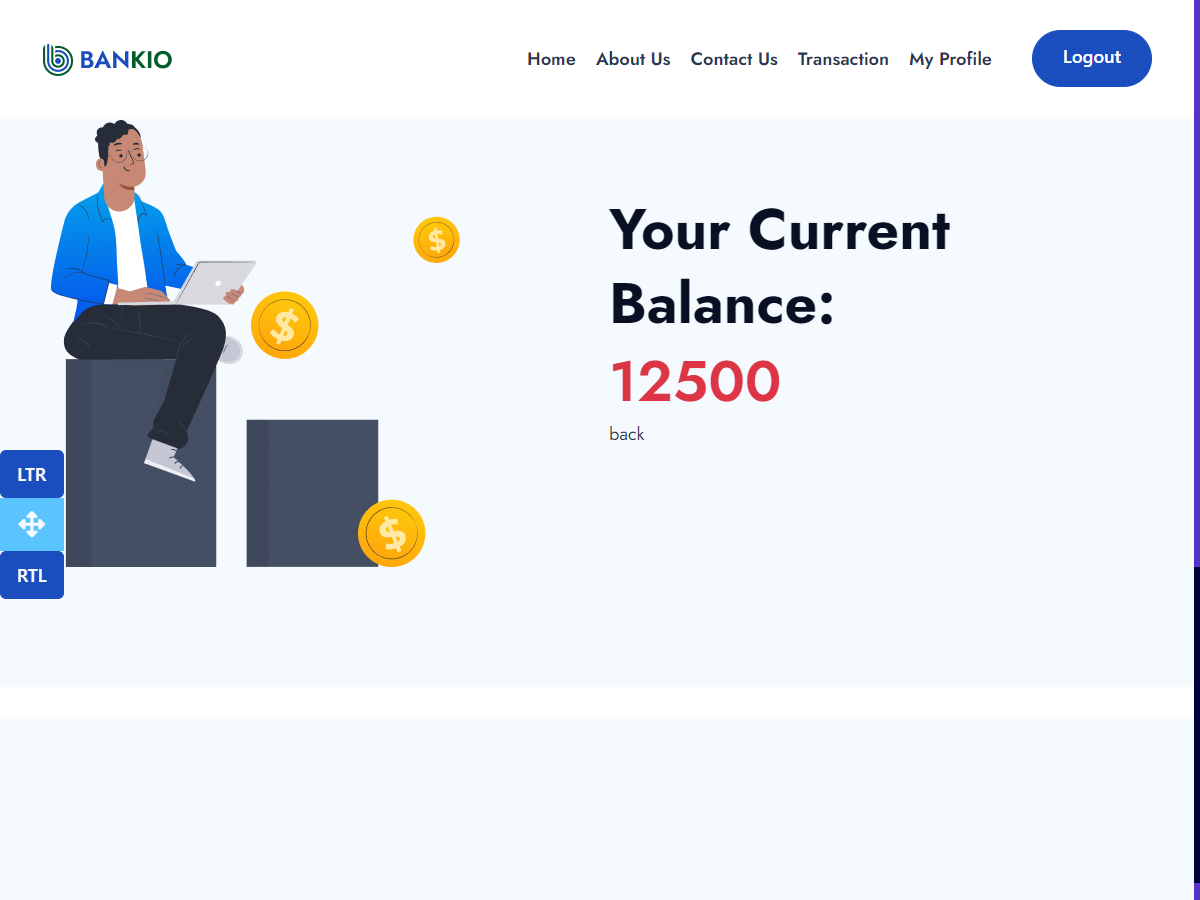 BANKIO
Home About Us Contact Us Transaction My Profile Logout
Your Current
Balance:
12500
back
LTR
RTL